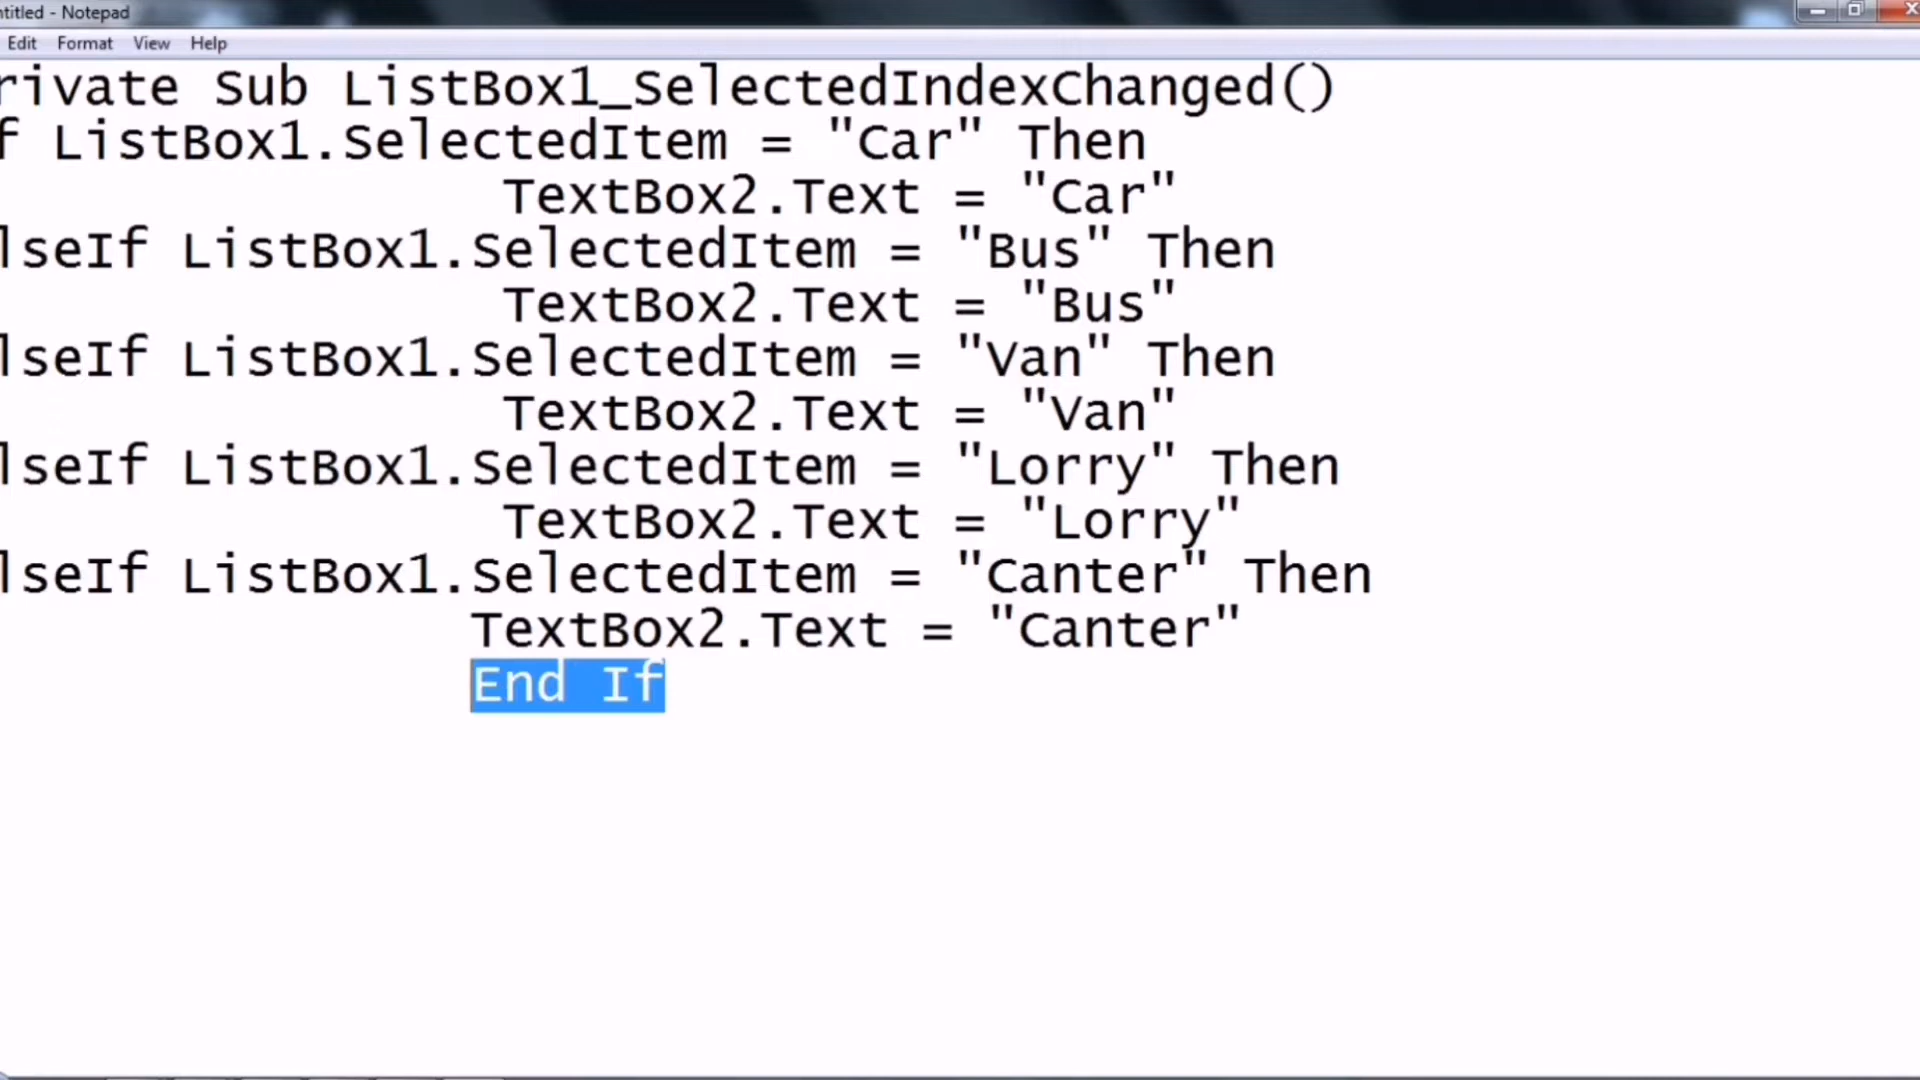 ntitled - Notepad
Edit Format View Help
rivate Sub ListBox1_SelectedIndexChanged()
f ListBox1.SelectedItem = "Car" Then
TextBox2.Text = "Car"
lseIf ListBox1.SelectedItem = "Bus" Then
TextBox2.Text = "Bus"
lseIf ListBox1.SelectedItem = "Van" Then
TextBox2.Text = "Van"
lseIf ListBox1.SelectedItem = "Lorry" Then
TextBox2.Text = "Lorry"
lseIf ListBox1.SelectedItem = "Canter" Then
TextBox2.Text = "Canter"
End If